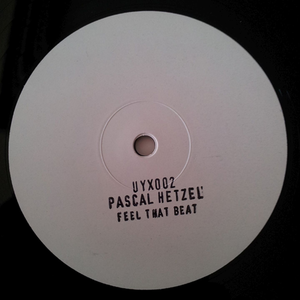 UYX002
PASCAL HETZEL
FEEL THAT BEAT